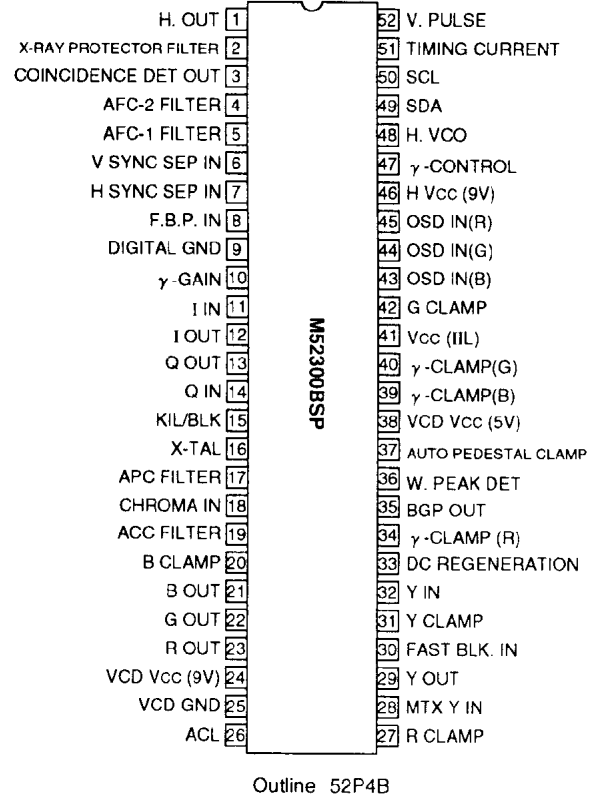 H. OUT 1 52 V. PULSE
X-RAY PROTECTOR FILTER 2 51 TIMING CURRENT
COINCIDENCE DET OUT 3 50 SCL
AFC-2 FILTER 4 49 SDA
AFC-1 FILTER 5 48 H. VCO
V SYNC SEP IN 6 47 γ-CONTROL
H SYNC SEP IN 7 46 H Vcc (9V)
F.B.P. IN 8 45 OSD IN(R)
DIGITAL GND 9 44 OSD IN(G)
γ-GAIN 10 43 OSD IN(B)
I IN 11 42 G CLAMP
I OUT 12 41 Vcc (IIL)
Q OUT 13 40 γ-CLAMP(G)
Q IN 14 39 γ-CLAMP(B)
KIL/BLK 15 38 VCD Vcc (5V)
X-TAL 16 37 AUTO PEDESTAL CLAMP
APC FILTER 17 36 W. PEAK DET
CHROMA IN 18 35 BGP OUT
ACC FILTER 19 34 γ-CLAMP (R)
B CLAMP 20 33 DC REGENERATION
B OUT 21 32 Y IN
G OUT 22 31 Y CLAMP
R OUT 23 30 FAST BLK. IN
VCD Vcc (9V) 24 29 Y OUT
VCD GND 25 28 MTX Y IN
ACL 26 27 R CLAMP
M52300BSP
Outline 52P4B